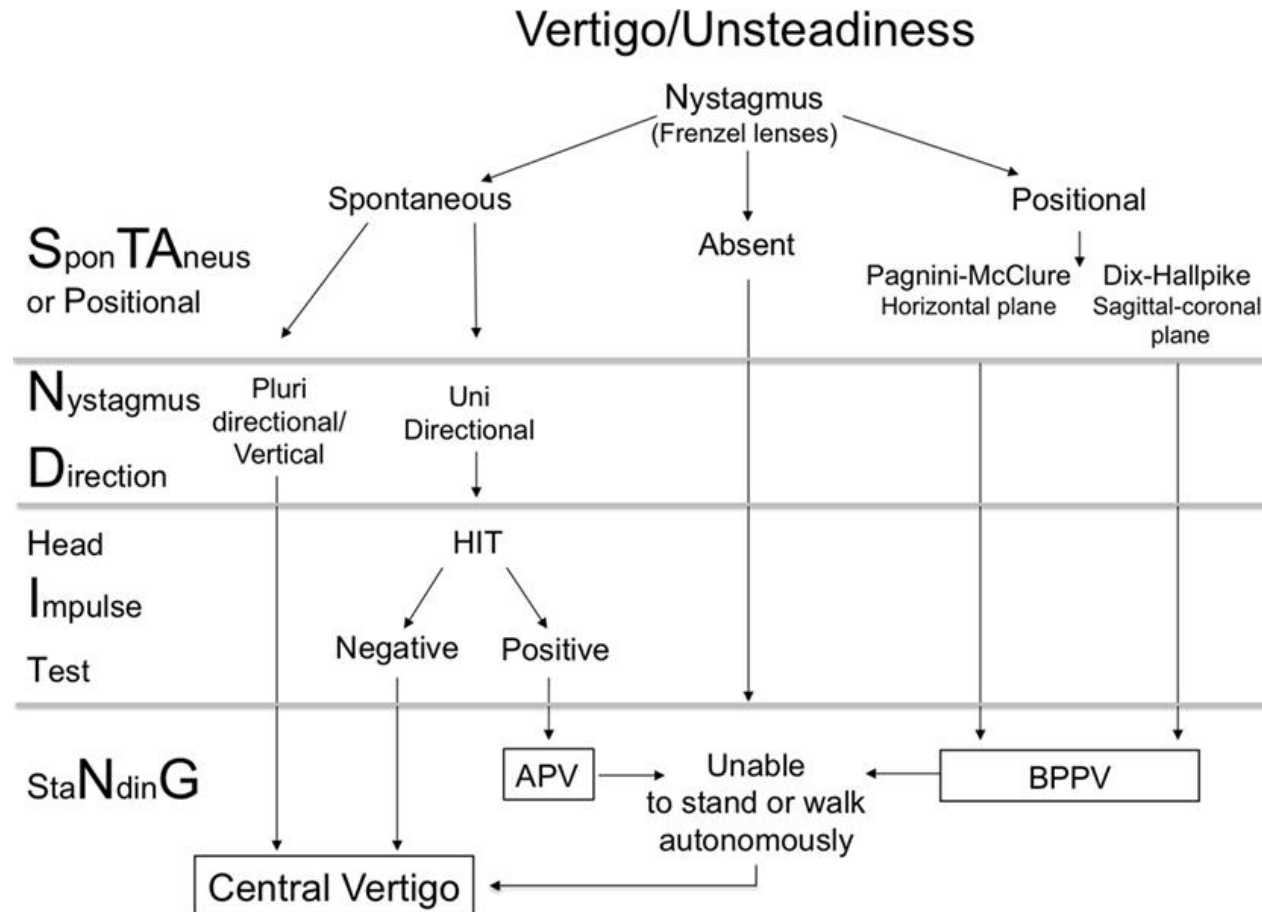 Vertigo/Unsteadiness
Nystagmus
(Frenzel lenses)
Spontaneous
Absent
Positional
Pagnini-McClure
Horizontal plane
Dix-Hallpike
Sagittal-coronal
plane
SponTAneus
or Positional
Nystagmus
Direction
Pluri
directional/
Vertical
Uni
Directional
Head
Impulse
Test
HIT
Negative
Positive
StaNdinG
APV
Unable
to stand or walk
autonomously
BPPV
Central Vertigo